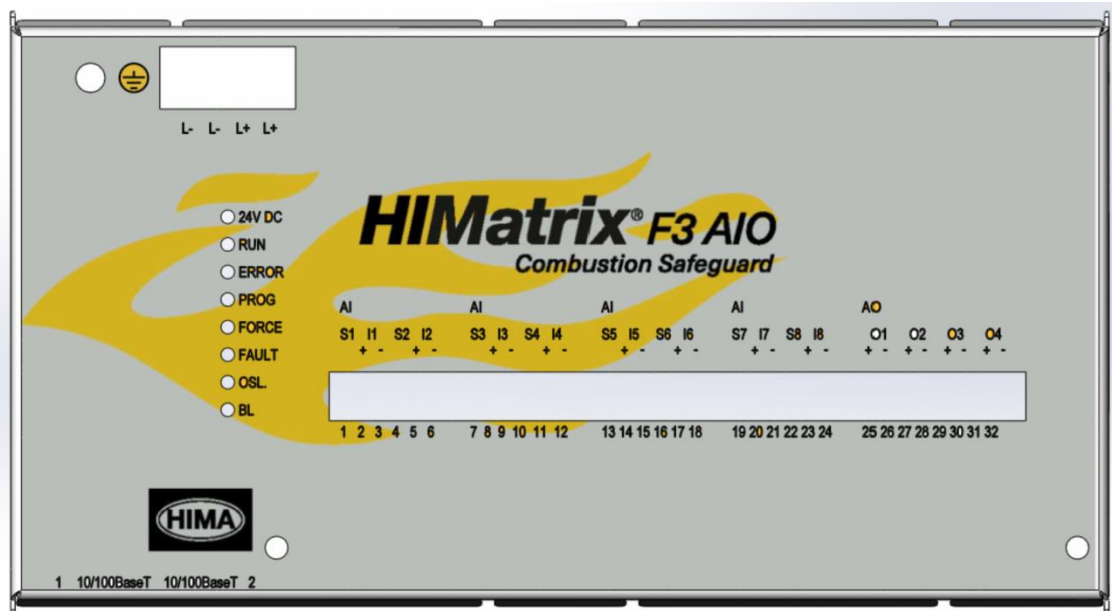 L- L- L+ L+
HIMatrix® F3 AIO
Combustion Safeguard
24V DC
RUN
ERROR
PROG
FORCE
FAULT
OSL.
BL
AI AI AI AI AO
S1 I1 S2 I2 S3 I3 S4 I4 S5 I5 S6 I6 S7 I7 S8 I8 O1 O2 O3 O4
+ - + - + - + - + - + - + - + - + - + - + - + -
1 2 3 4 5 6 7 8 9 10 11 12 13 14 15 16 17 18 19 20 21 22 23 24 25 26 27 28 29 30 31 32
HIMA
1 10/100BaseT 10/100BaseT 2